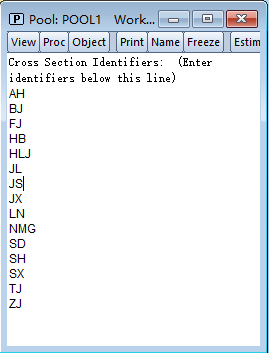 P Pool: POOL1 Work...
View Proc Object Print Name Freeze Estim
Cross Section Identifiers: (Enter
identifiers below this line)
AH
BJ
FJ
HB
HLJ
JL
JS
JX
LN
NMG
SD
SH
SX
TJ
ZJ